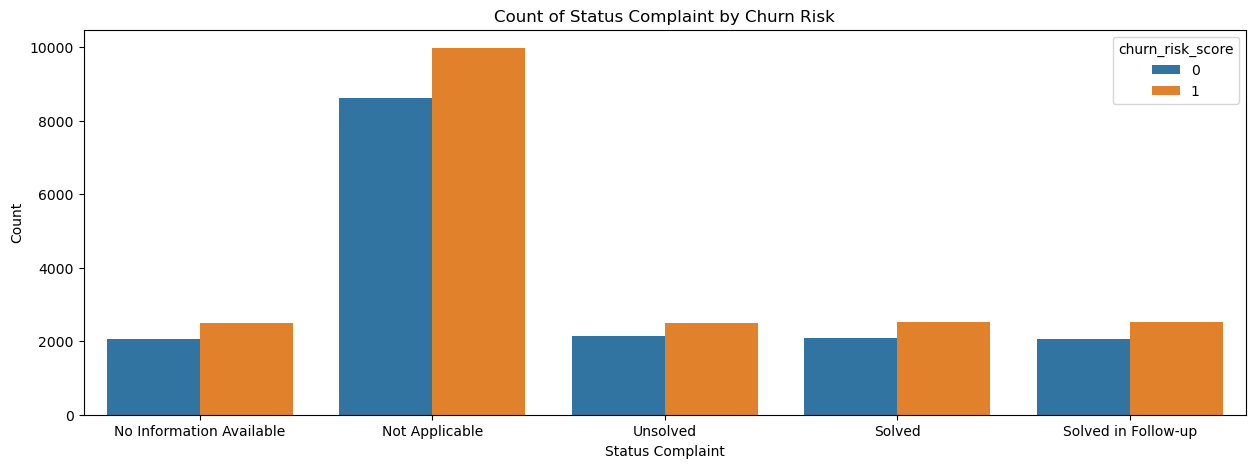 Count of Status Complaint by Churn Risk
churn_risk_score
0
1
Count
10000
8000
6000
4000
2000
0
No Information Available
Not Applicable
Unsolved
Solved
Solved in Follow-up
Status Complaint